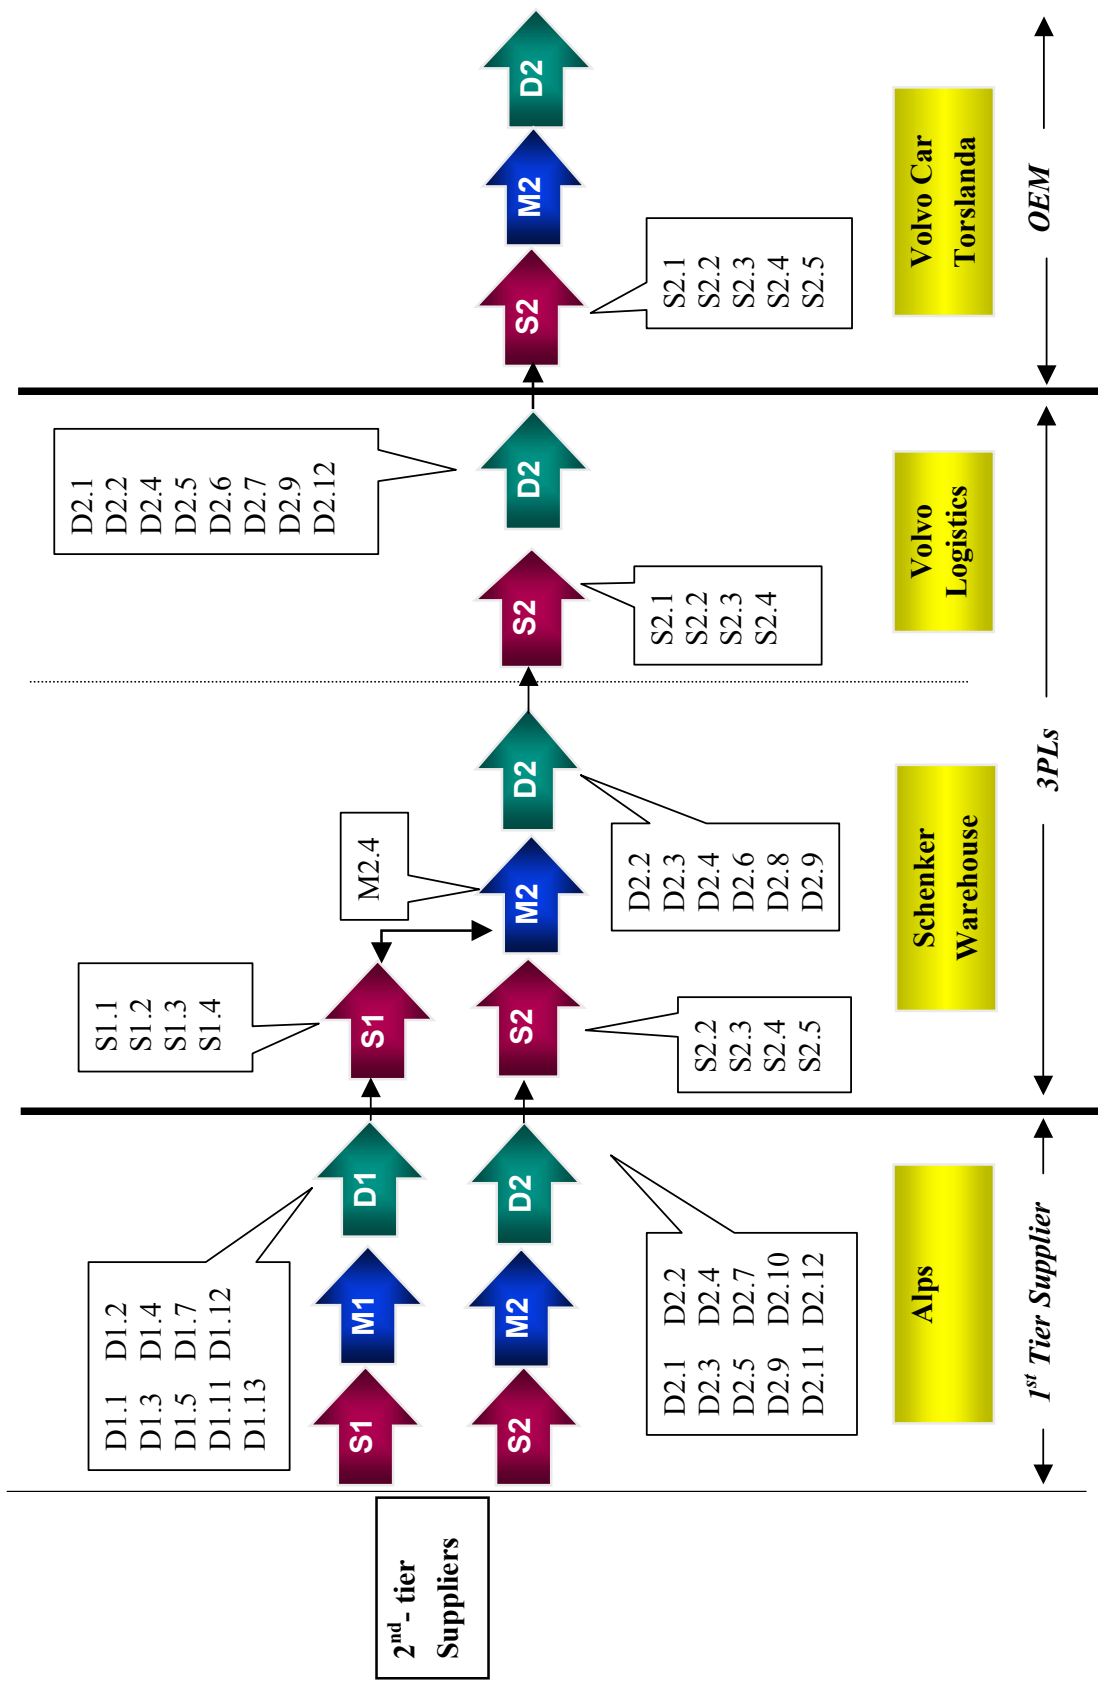 2nd- tier
Suppliers
D1.1 D1.2
D1.3 D1.4
D1.5 D1.7
D1.11 D1.12
D1.13
S1
M1
D1
S2
M2
D2
D2.1 D2.2
D2.3 D2.4
D2.5 D2.7
D2.9 D2.10
D2.11 D2.12
Alps
1st Tier Supplier
S1.1
S1.2
S1.3
S1.4
S1
M2.4
S2
M2
D2
S2.2
S2.3
S2.4
S2.5
D2.2
D2.3
D2.4
D2.6
D2.8
D2.9
Schenker
Warehouse
3PLs
D2.1
D2.2
D2.4
D2.5
D2.6
D2.7
D2.9
D2.12
S2
D2
S2.1
S2.2
S2.3
S2.4
Volvo
Logistics
S2
M2
D2
S2.1
S2.2
S2.3
S2.4
S2.5
Volvo Car
Torslanda
OEM